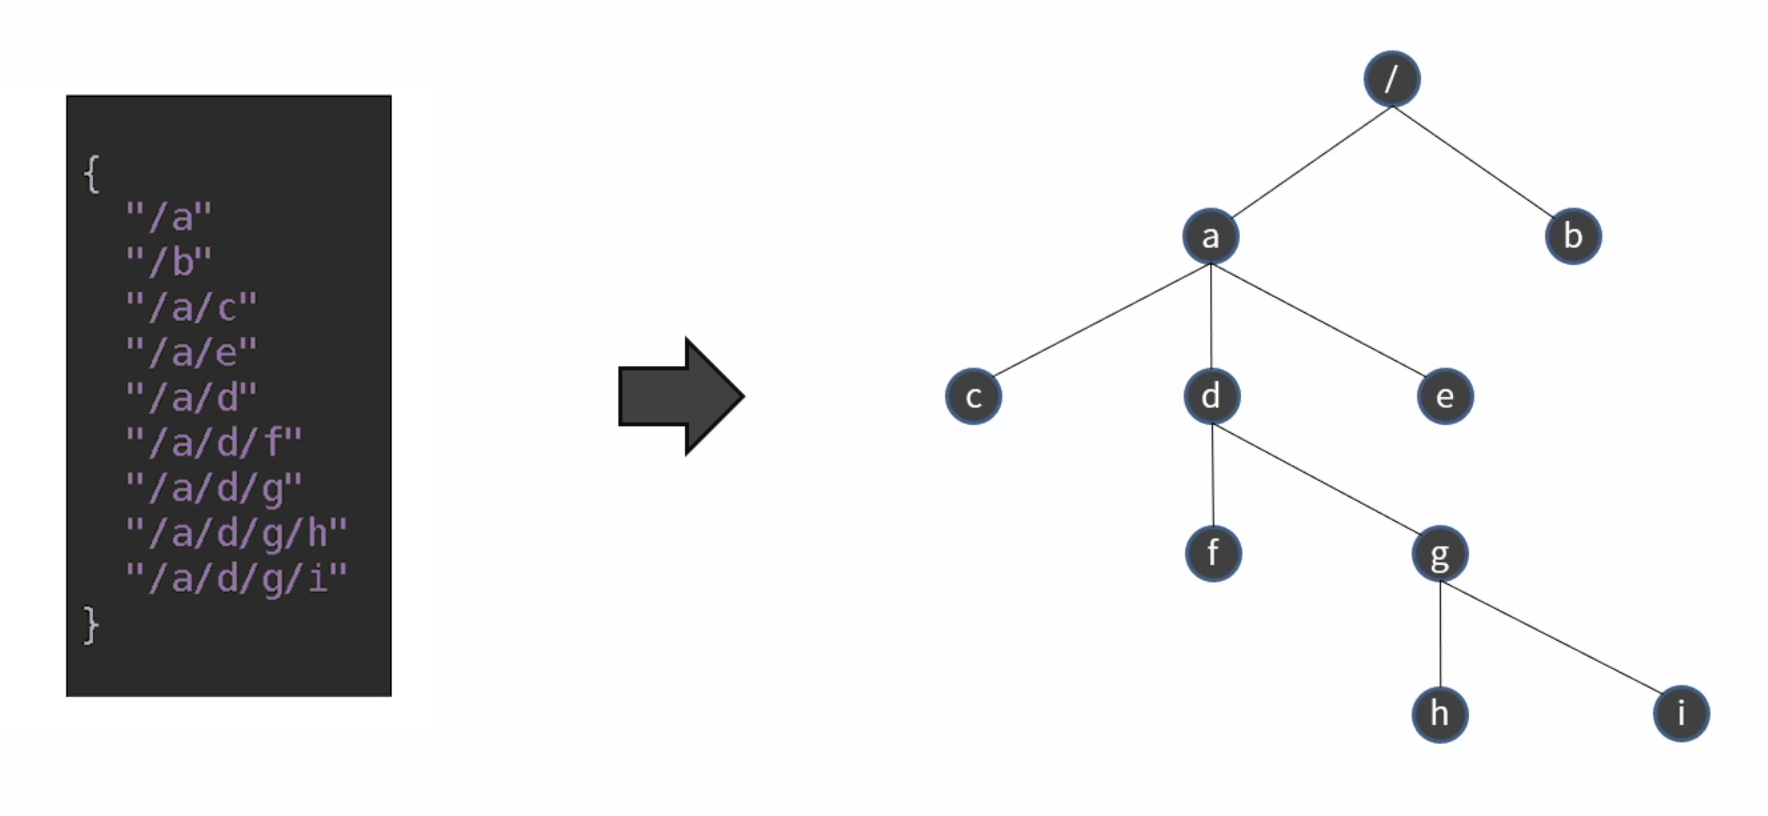 {
"/a"
"/b"
"/a/c"
"/a/e"
"/a/d"
"/a/d/f"
"/a/d/g"
"/a/d/g/h"
"/a/d/g/i"
}
/
a b
c d e
f g
h i